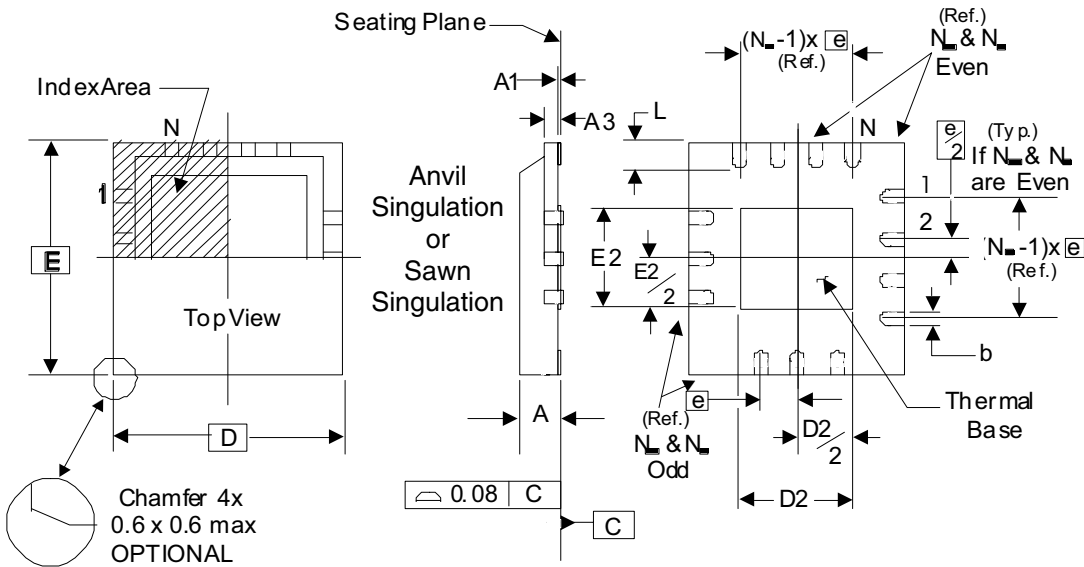 Seating Plane
IndexArea
N
1
E
TopView
D
Chamfer 4x
0.6 x 0.6 max
OPTIONAL
A1
A3
L
Anvil
Singulation
or
Sawn
Singulation
A
0.08 C
C
(N -1)x e
(Ref.)
(Ref.)
N & N
Even
N
e/2
(Typ.)
If N & N
are Even
1
2
(N -1)x e
(Ref.)
E2
E2/2
b
Thermal
Base
e
(Ref.)
N & N
Odd
D2/2
D2